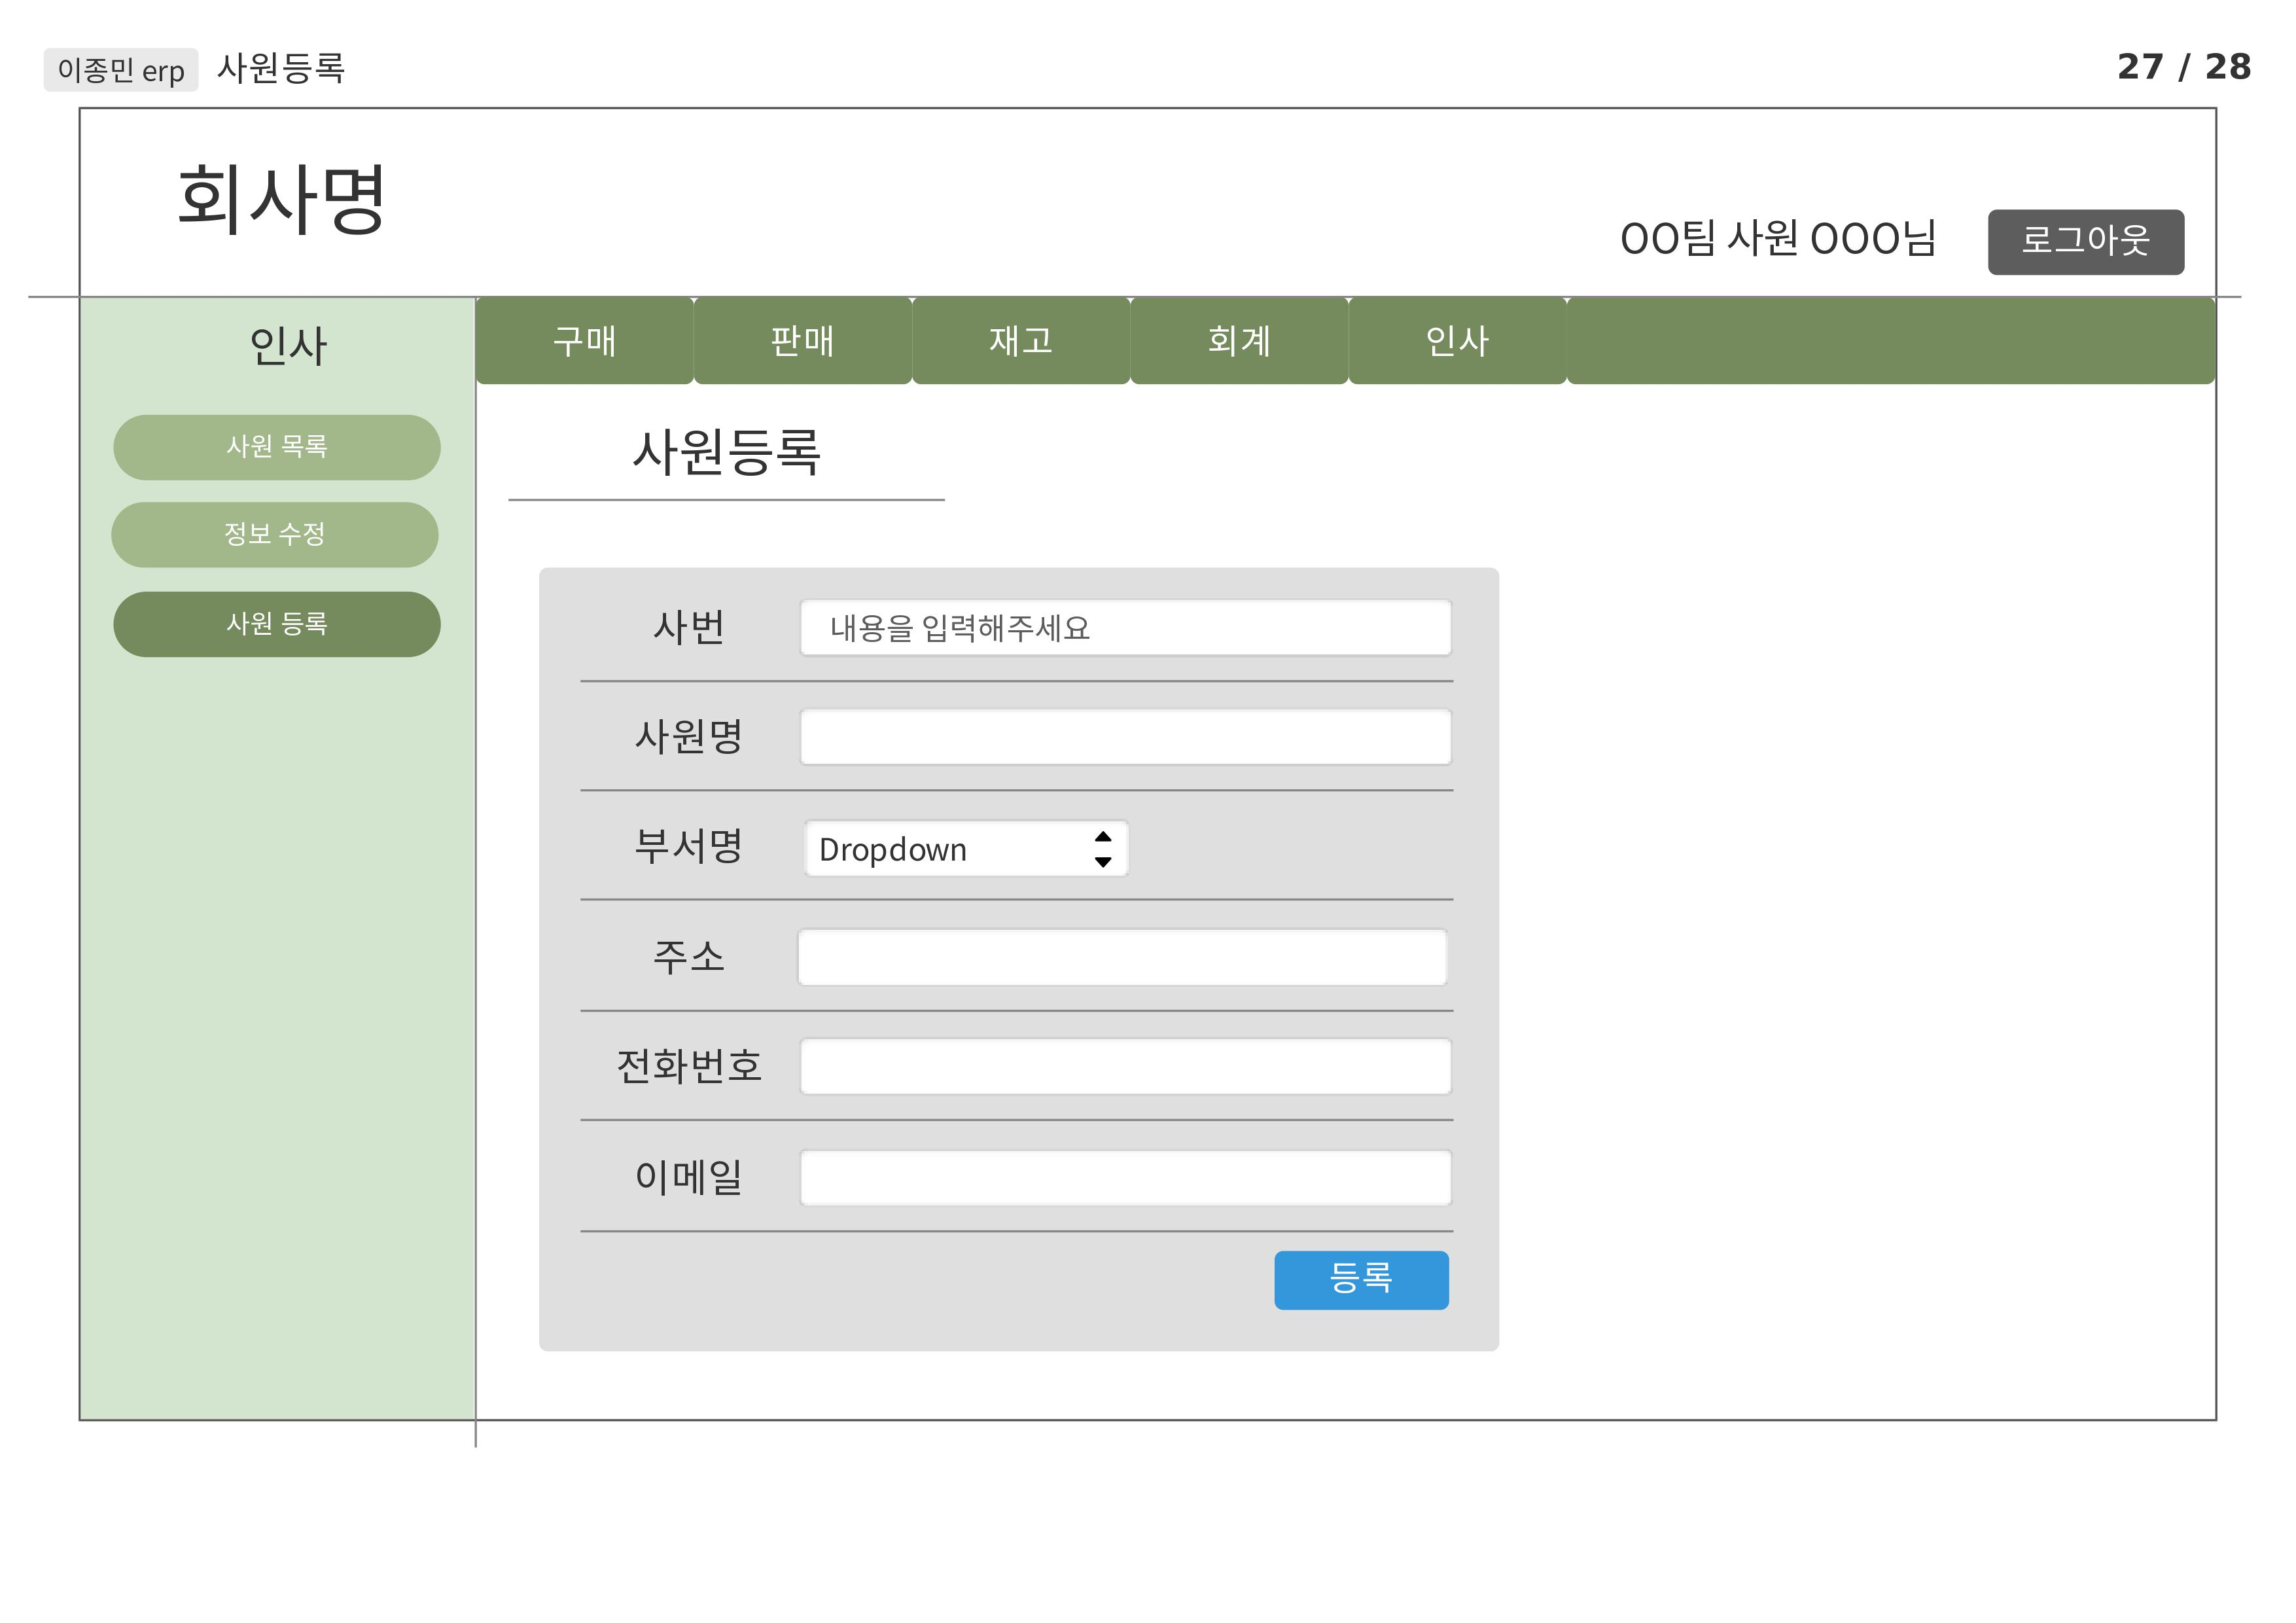 이종민 erp 사원등록
27 / 28
회사명
OO팀 사원 OOO님
로그아웃
인사
구매 판매 재고 회계 인사
사원 목록
정보 수정
사원 등록
사원등록
사번 내용을 입력해주세요
사원명
부서명 Dropdown
주소
전화번호
이메일
등록